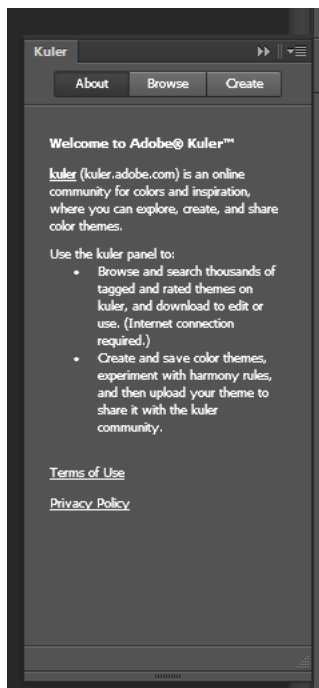 Kuler
About Browse Create
Welcome to Adobe® Kuler™
kuler (kuler.adobe.com) is an online
community for colors and inspiration,
where you can explore, create, and share
color themes.
Use the kuler panel to:
• Browse and search thousands of
tagged and rated themes on
kuler, and download to edit or
use. (Internet connection
required.)
• Create and save color themes,
experiment with harmony rules,
and then upload your theme to
share it with the kuler
community.
Terms of Use
Privacy Policy